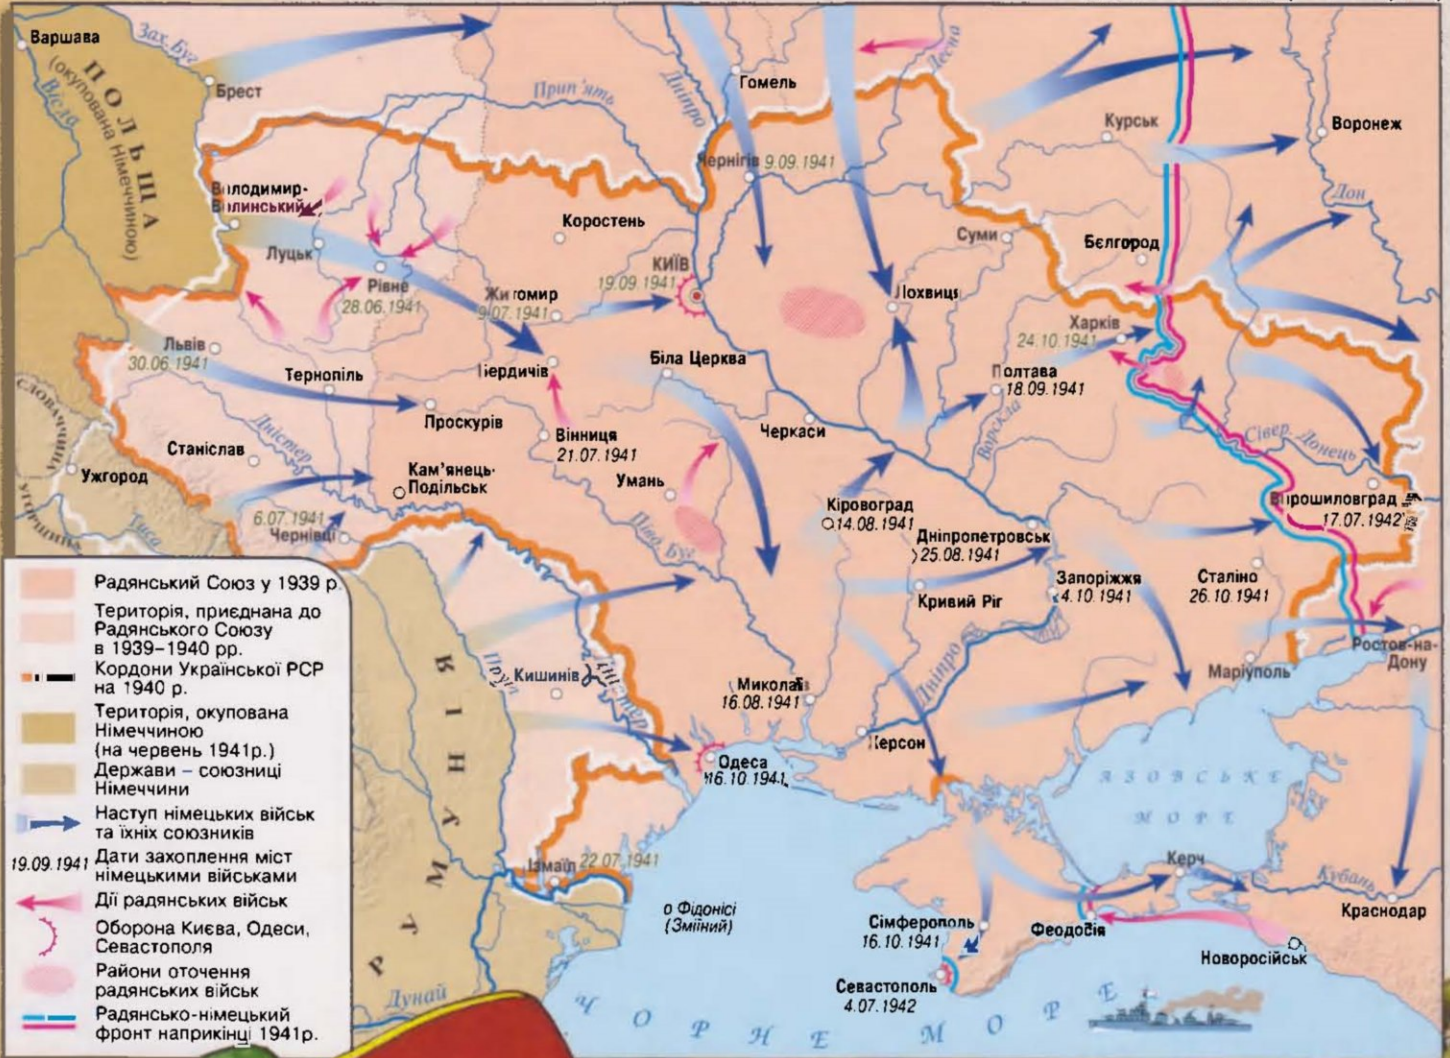 Варшава
Зах. Буг
Вісла
ПОЛЬЩА
(окупована Німеччиною)
Брест
Прип'ять
Дніпро
Гомель
Десна
Курськ
Воронеж
Дон
Чернігів 9.09.1941
Володимир-
Волинський
Луцьк
Рівне
28.06.1941
Коростень
КИЇВ
19.09.1941
Житомир
9.07.1941
Суми
Бєлгород
Лохвиця
Харків
24.10.1941
Львів
30.06.1941
Тернопіль
Бердичів
Біла Церква
Полтава
18.09.1941
Проскурів
Вінниця
21.07.1941
Черкаси
Ворскла
Сівер. Донець
СЛОВАЧЧИНА
УГОРЩИНА
Ужгород
Станіслав
Дністер
Кам'янець-
Подільськ
Умань
Півд. Буг
Кіровоград
14.08.1941
Ворошиловград
17.07.1942
Тиса
6.07.1941
Чернівці
Дніпропетровськ
25.08.1941
Кривий Ріг
Запоріжжя
4.10.1941
Сталіно
26.10.1941
Маріуполь
Ростов-на-
Дону
Прут
Кишинів
Дністер
Миколаїв
16.08.1941
Дніпро
Херсон
Одеса
16.10.1941
РУМУНІЯ
АЗОВСЬКЕ
МОРЕ
Ізмаїл 22.07.1941
о Фідонісі
(Зміїний)
Дунай
Сімферополь
16.10.1941
Севастополь
4.07.1942
Феодосія
Керч
Кубань
Краснодар
Новоросійськ
ЧОРНЕ МОРЕ
Радянський Союз у 1939 р.
Територія, приєднана до
Радянського Союзу
в 1939–1940 рр.
Кордони Української РСР
на 1940 р.
Територія, окупована
Німеччиною
(на червень 1941р.)
Держави – союзниці
Німеччини
Наступ німецьких військ
та їхніх союзників
19.09.1941 Дати захоплення міст
німецькими військами
Дії радянських військ
Оборона Києва, Одеси,
Севастополя
Райони оточення
радянських військ
Радянсько-німецький
фронт наприкінці 1941р.